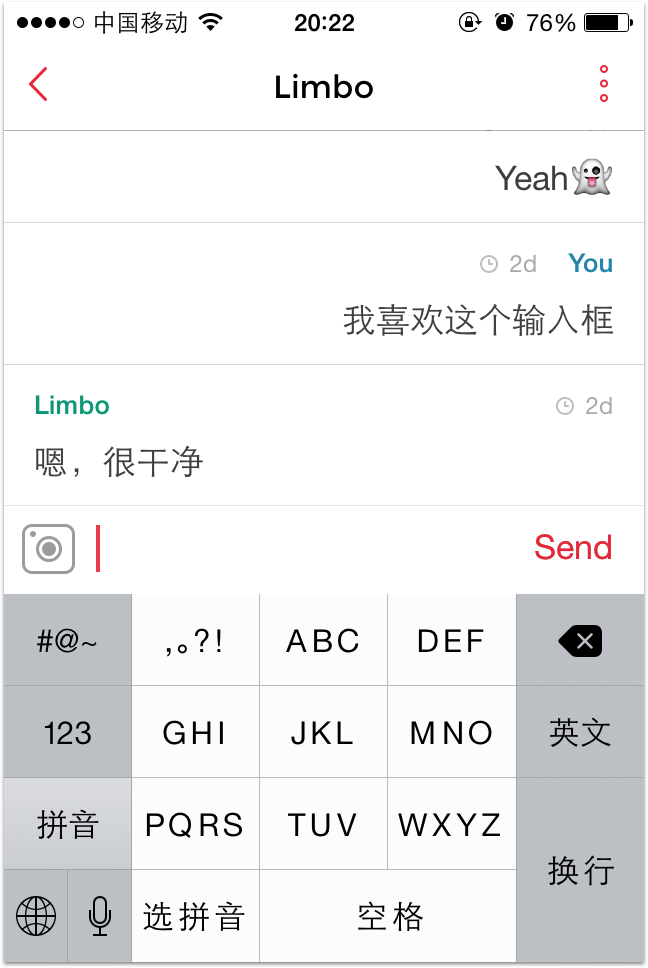 中国移动 20:22 76%
Limbo
Yeah👻
2d You
我喜欢这个输入框
Limbo 2d
嗯，很干净
Send
#@~ ,。?! ABC DEF
123 GHI JKL MNO 英文
拼音 PQRS TUV WXYZ
换行
选拼音 空格